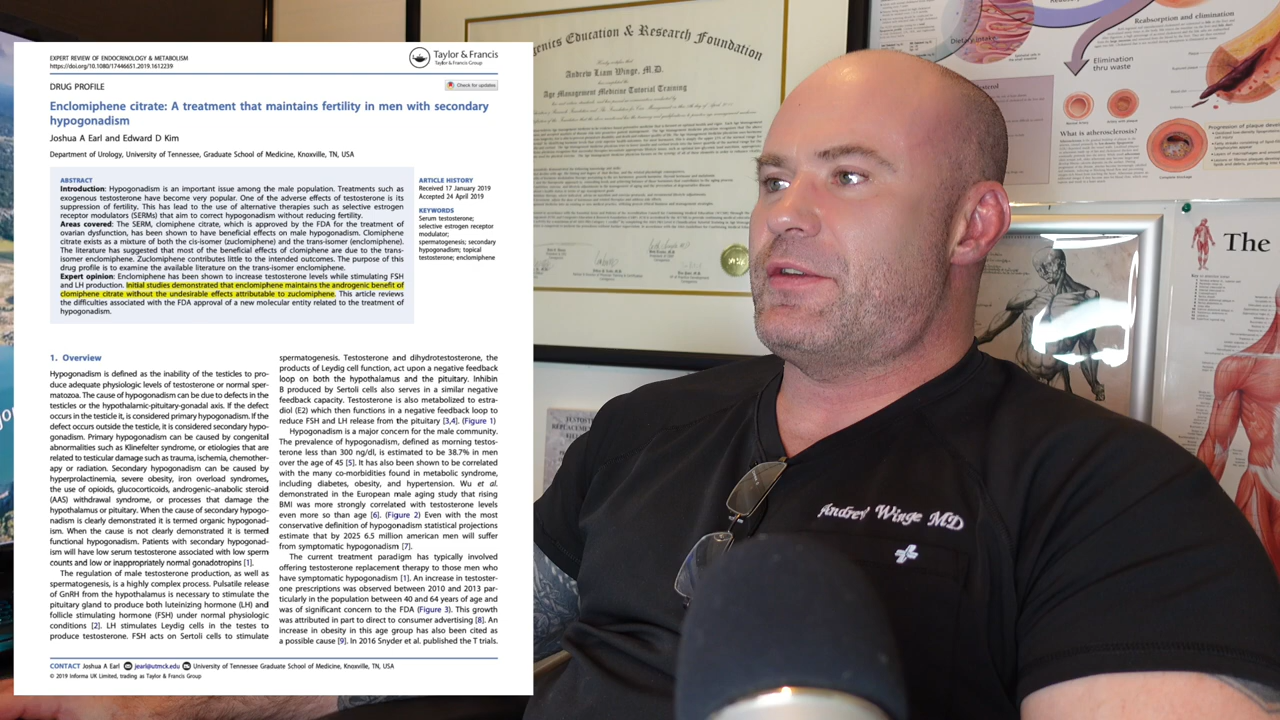 EXPERT REVIEW OF ENDOCRINOLOGY & METABOLISM
https://doi.org/10.1080/17446651.2019.1612239
Taylor & Francis
Taylor & Francis Group
Check for updates
DRUG PROFILE
Enclomiphene citrate: A treatment that maintains fertility in men with secondary
hypogonadism
Joshua A Earl and Edward D Kim
Department of Urology, University of Tennessee, Graduate School of Medicine, Knoxville, TN, USA
ABSTRACT
Introduction: Hypogonadism is an important issue among the male population. Treatments such as
exogenous testosterone have become very popular. One of the adverse effects of testosterone is its
suppression of fertility. This has lead to the use of alternative therapies such as selective estrogen
receptor modulators (SERMs) that aim to correct hypogonadism without reducing fertility.
Areas covered: The SERM, clomiphene citrate, which is approved by the FDA for the treatment of
ovarian dysfunction, has been shown to have beneficial effects on male hypogonadism. Clomiphene
citrate exists as a mixture of both the cis-isomer (zuclomiphene) and the trans-isomer (enclomiphene).
The literature has suggested that most of the beneficial effects of clomiphene are due to the trans-
isomer enclomiphene. Zuclomiphene contributes little to the intended outcomes. The purpose of this
drug profile is to examine the available literature on the trans-isomer enclomiphene.
Expert opinion: Enclomiphene has been shown to increase testosterone levels while stimulating FSH
and LH production. Initial studies demonstrated that enclomiphene maintains the androgenic benefit of
clomiphene citrate without the undesirable effects attributable to zuclomiphene. This article reviews
the difficulties associated with the FDA approval of a new molecular entity related to the treatment of
hypogonadism.
ARTICLE HISTORY
Received 17 January 2019
Accepted 24 April 2019
KEYWORDS
Serum testosterone;
selective estrogen receptor
modulator;
spermatogenesis; secondary
hypogonadism; topical
testosterone; enclomiphene
1. Overview
Hypogonadism is defined as the inability of the testicles to pro-
duce adequate physiologic levels of testosterone or normal sper-
matozoa. The cause of hypogonadism can be due to defects in the
testicles or the hypothalamic-pituitary-gonadal axis. If the defect
occurs in the testicle it, is considered primary hypogonadism. If the
defect occurs outside the testicle, it is considered secondary hypo-
gonadism. Primary hypogonadism can be caused by congenital
abnormalities such as Klinefelter syndrome, or etiologies that are
related to testicular damage such as trauma, ischemia, chemother-
apy or radiation. Secondary hypogonadism can be caused by
hyperprolactinemia, severe obesity, iron overload syndromes,
the use of opioids, glucocorticoids, androgenic-anabolic steroid
(AAS) withdrawal syndrome, or processes that damage the
hypothalamus or pituitary. When the cause of secondary hypogo-
nadism is clearly demonstrated it is termed organic hypogonad-
ism. When the cause is not clearly demonstrated it is termed
functional hypogonadism. Patients with secondary hypogonad-
ism will have low serum testosterone associated with low sperm
counts and low or inappropriately normal gonadotropins [1].
The regulation of male testosterone production, as well as
spermatogenesis, is a highly complex process. Pulsatile release
of GnRH from the hypothalamus is necessary to stimulate the
pituitary gland to produce both luteinizing hormone (LH) and
follicle stimulating hormone (FSH) under normal physiologic
conditions [2]. LH stimulates Leydig cells in the testes to
produce testosterone. FSH acts on Sertoli cells to stimulate
spermatogenesis. Testosterone and dihydrotestosterone, the
products of Leydig cell function, act upon a negative feedback
loop on both the hypothalamus and the pituitary. Inhibin
B produced by Sertoli cells also serves in a similar negative
feedback capacity. Testosterone is also metabolized to estra-
diol (E2) which then functions in a negative feedback loop to
reduce FSH and LH release from the pituitary [3,4]. (Figure 1)
Hypogonadism is a major concern for the male community.
The prevalence of hypogonadism, defined as morning testos-
terone less than 300 ng/dl, is estimated to be 38.7% in men
over the age of 45 [5]. It has also been shown to be correlated
with the many co-morbidities found in metabolic syndrome,
including diabetes, obesity, and hypertension. Wu et al.
demonstrated in the European male aging study that rising
BMI was more strongly correlated with testosterone levels
even more so than age [6]. (Figure 2) Even with the most
conservative definition of hypogonadism statistical projections
estimate that by 2025 6.5 million american men will suffer
from symptomatic hypogonadism [7].
The current treatment paradigm has typically involved
offering testosterone replacement therapy to those men who
have symptomatic hypogonadism [1]. An increase in testoster-
one prescriptions was observed between 2010 and 2013 par-
ticularly in the population between 40 and 64 years of age and
was of significant concern to the FDA (Figure 3). This growth
was attributed in part to direct to consumer advertising [8]. An
increase in obesity in this age group has also been cited as
a possible cause [9]. In 2016 Snyder et al. published the T trials.
CONTACT Joshua A Earl jearl@utmck.edu University of Tennessee Graduate School of Medicine, Knoxville, TN, USA
© 2019 Informa UK Limited, trading as Taylor & Francis Group
Education & Research Foundation
Andrew Liam Winge, M.D.
Age Management Medicine Tutorial Training
Dietary intake
Reabsorption and elimination
Elimination
thru waste
What is atherosclerosis?
The
Andrew Winge MD